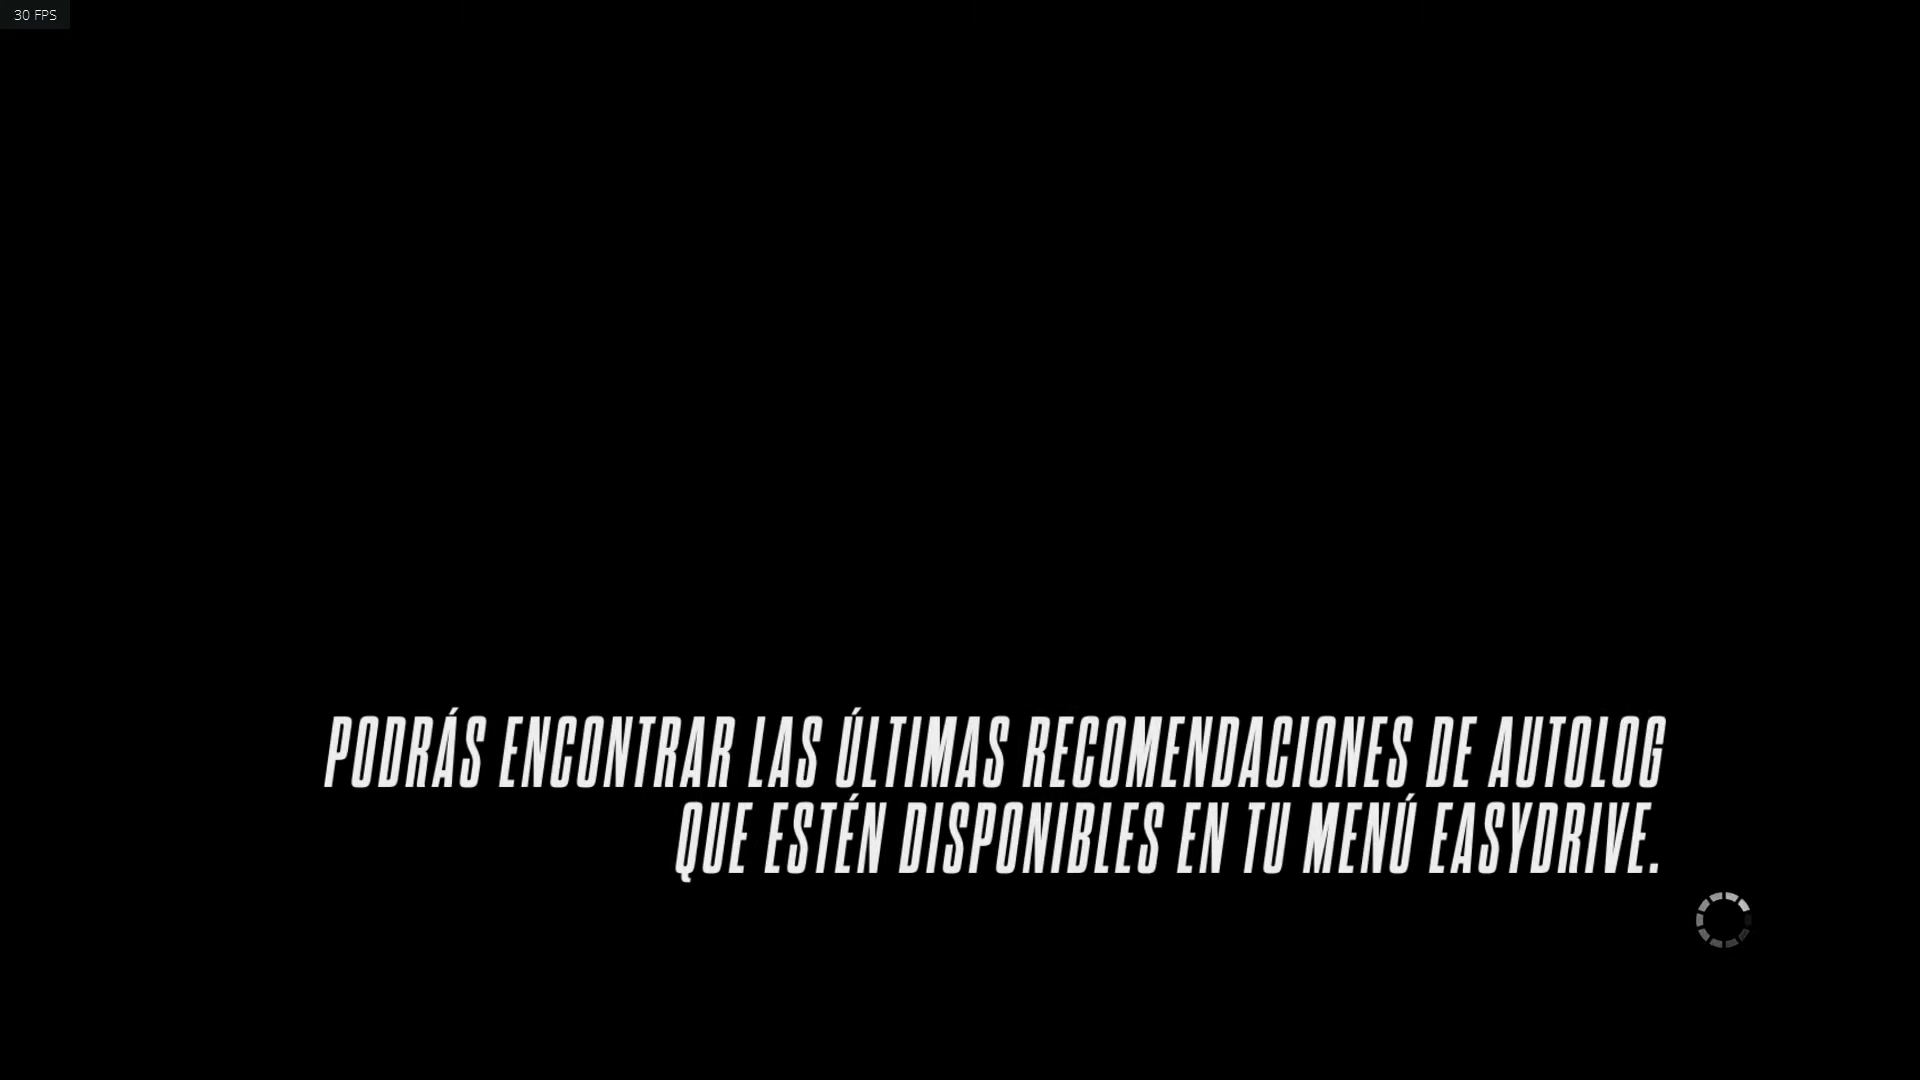 30 FPS
PODRÁS ENCONTRAR LAS ÚLTIMAS RECOMENDACIONES DE AUTOLOG
QUE ESTÉN DISPONIBLES EN TU MENÚ EASYDRIVE.